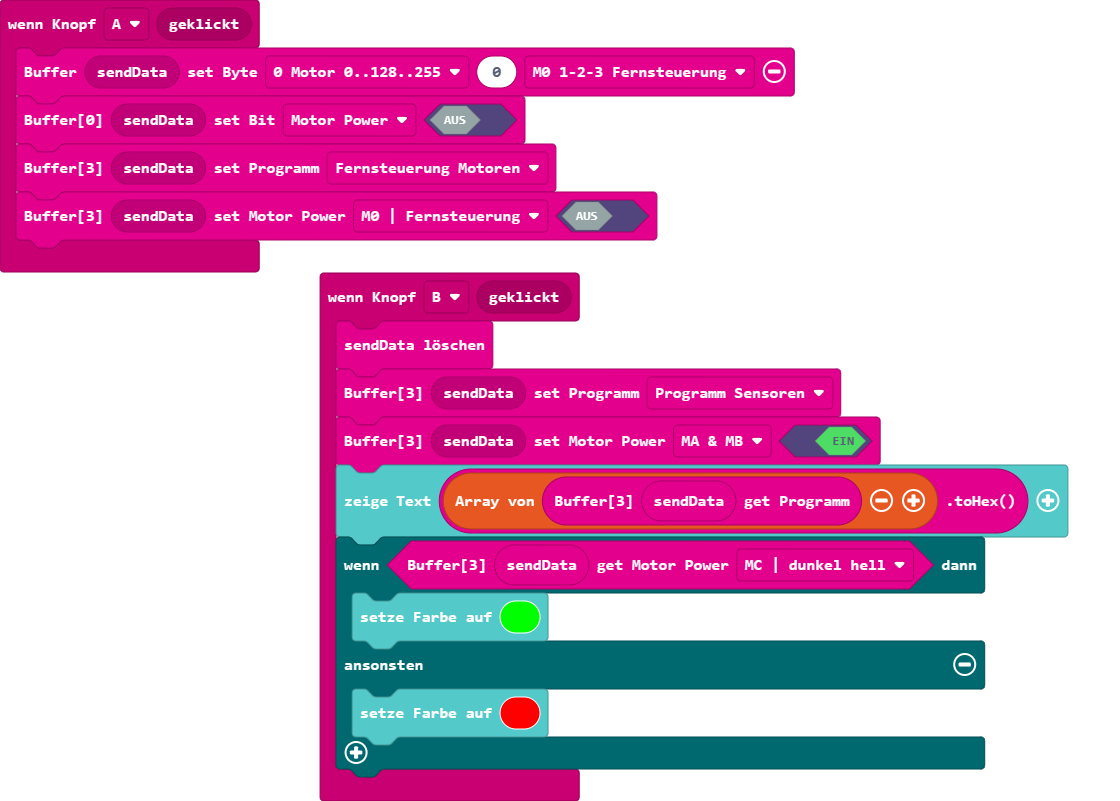 wenn Knopf A geklickt
Buffer sendData set Byte 0 Motor 0..128..255 0 M0 1-2-3 Fernsteuerung
Buffer[0] sendData set Bit Motor Power AUS
Buffer[3] sendData set Programm Fernsteuerung Motoren
Buffer[3] sendData set Motor Power M0 | Fernsteuerung AUS
wenn Knopf B geklickt
sendData löschen
Buffer[3] sendData set Programm Programm Sensoren
Buffer[3] sendData set Motor Power MA & MB EIN
zeige Text Array von Buffer[3] sendData get Programm .toHex()
wenn Buffer[3] sendData get Motor Power MC | dunkel hell dann
setze Farbe auf
ansonsten
setze Farbe auf